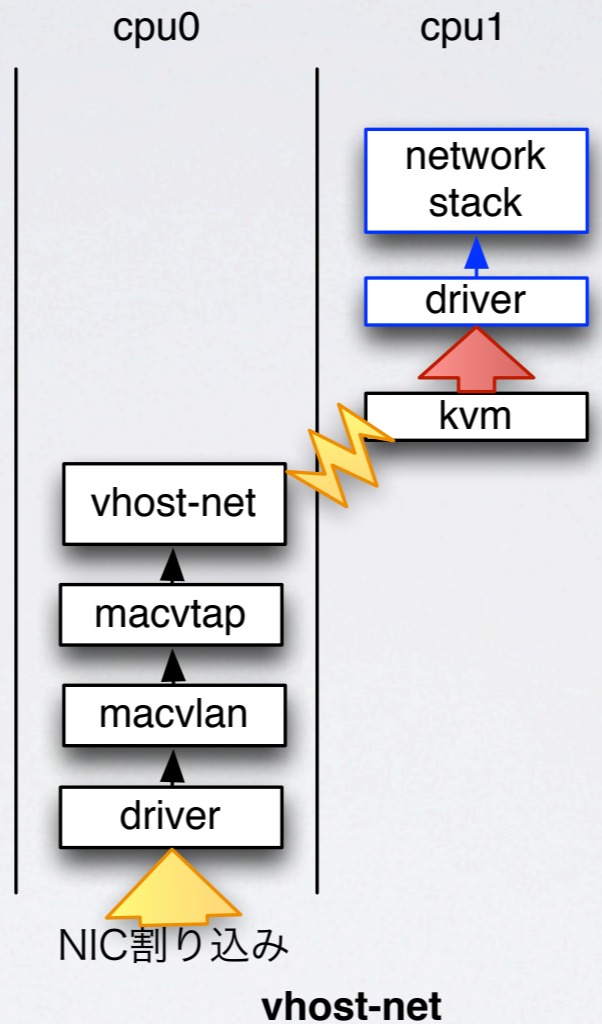 cpu0
cpu1
network
stack
driver
kvm
vhost-net
macvtap
macvlan
driver
NIC割り込み
vhost-net